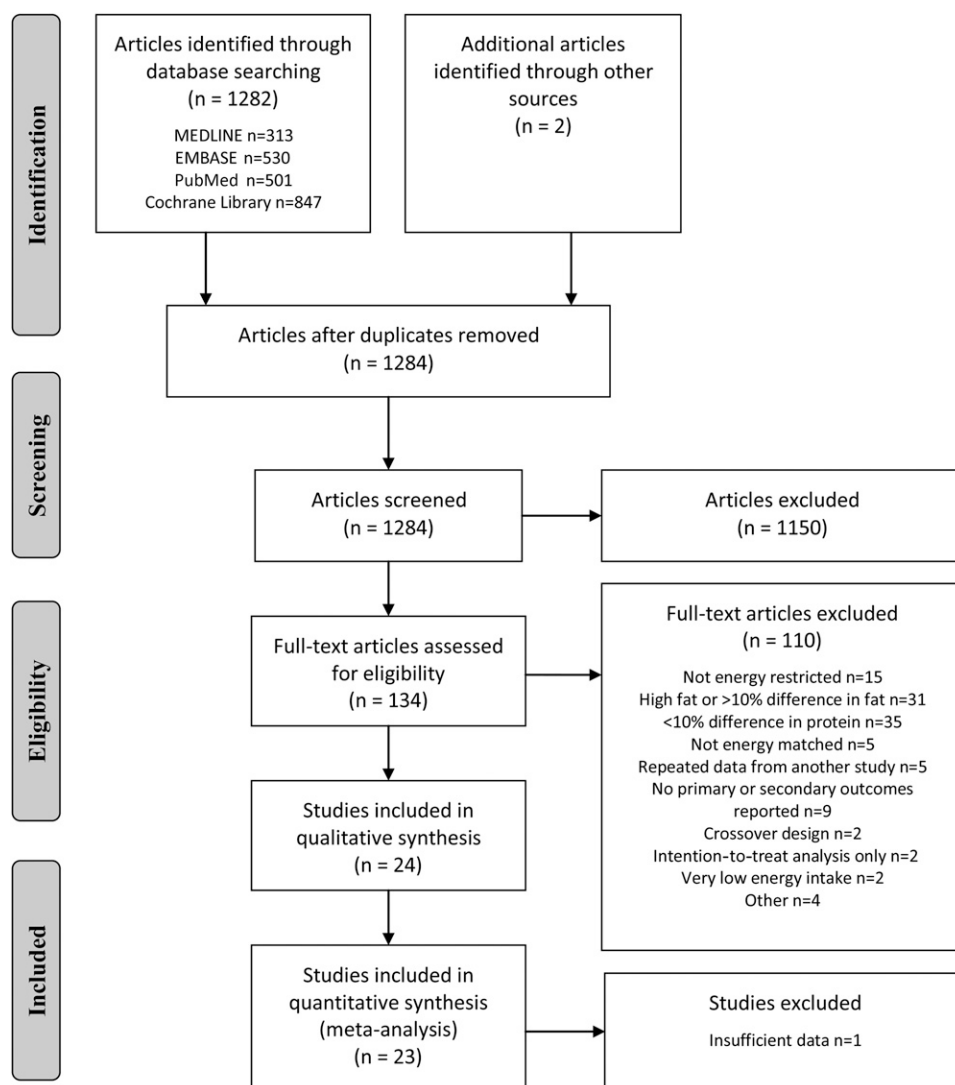 Identification
Articles identified through
database searching
(n = 1282)
MEDLINE n=313
EMBASE n=530
PubMed n=501
Cochrane Library n=847
Additional articles
identified through other
sources
(n = 2)
Articles after duplicates removed
(n = 1284)
Screening
Articles screened
(n = 1284)
Articles excluded
(n = 1150)
Eligibility
Full-text articles assessed
for eligibility
(n = 134)
Full-text articles excluded
(n = 110)
Not energy restricted n=15
High fat or >10% difference in fat n=31
<10% difference in protein n=35
Not energy matched n=5
Repeated data from another study n=5
No primary or secondary outcomes
reported n=9
Crossover design n=2
Intention-to-treat analysis only n=2
Very low energy intake n=2
Other n=4
Studies included in
qualitative synthesis
(n = 24)
Included
Studies included in
quantitative synthesis
(meta-analysis)
(n = 23)
Studies excluded
Insufficient data n=1